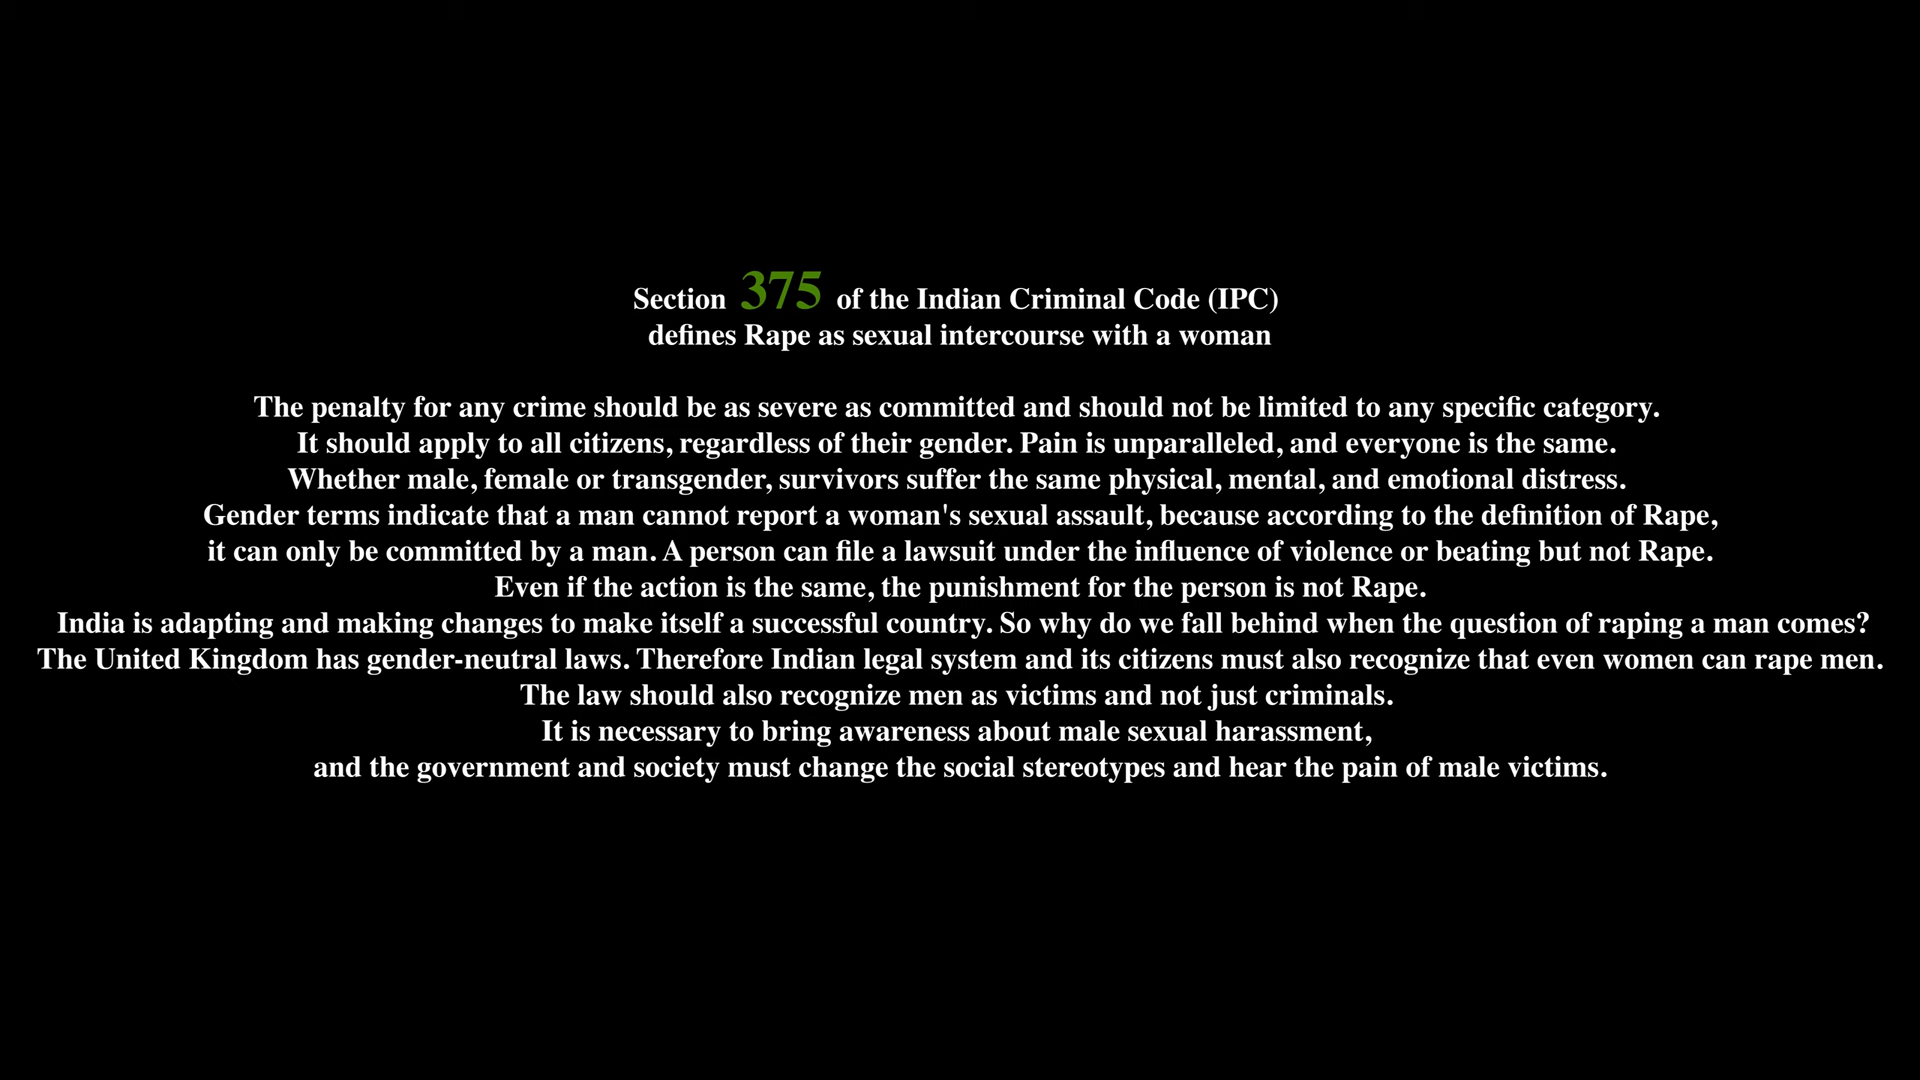 Section 375 of the Indian Criminal Code (IPC)
defines Rape as sexual intercourse with a woman
The penalty for any crime should be as severe as committed and should not be limited to any specific category.
It should apply to all citizens, regardless of their gender. Pain is unparalleled, and everyone is the same.
Whether male, female or transgender, survivors suffer the same physical, mental, and emotional distress.
Gender terms indicate that a man cannot report a woman's sexual assault, because according to the definition of Rape,
it can only be committed by a man. A person can file a lawsuit under the influence of violence or beating but not Rape.
Even if the action is the same, the punishment for the person is not Rape.
India is adapting and making changes to make itself a successful country. So why do we fall behind when the question of raping a man comes?
The United Kingdom has gender-neutral laws. Therefore Indian legal system and its citizens must also recognize that even women can rape men.
The law should also recognize men as victims and not just criminals.
It is necessary to bring awareness about male sexual harassment,
and the government and society must change the social stereotypes and hear the pain of male victims.